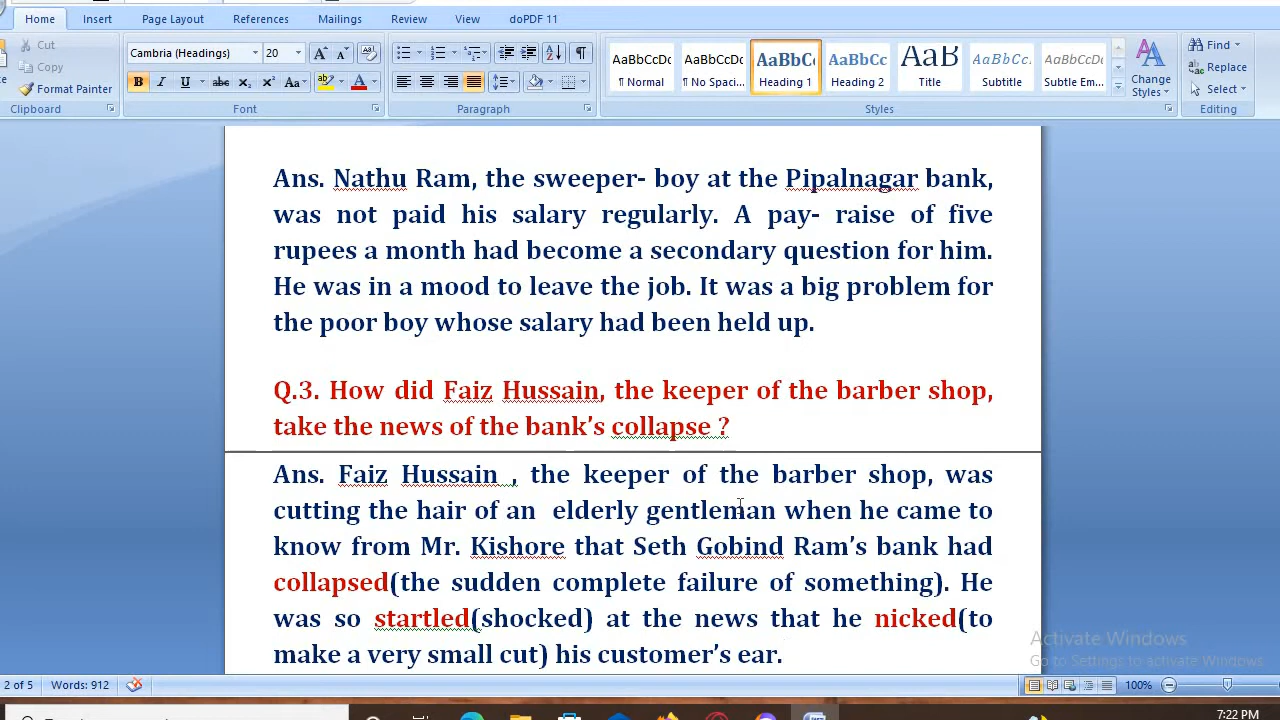 Home Insert Page Layout References Mailings Review View doPDF 11
Cut
Copy
Format Painter
Clipboard
Cambria (Headings) 20
Font
Paragraph
AaBbCcDc AaBbCcDc AaBbC AaBbCc AaB AaBbCc. AaBbCcDc
¶ Normal ¶ No Spaci... Heading 1 Heading 2 Title Subtitle Subtle Em...
Styles
Change
Styles
Find
Replace
Select
Editing
Ans. Nathu Ram, the sweeper- boy at the Pipalnagar bank,
was not paid his salary regularly. A pay- raise of five
rupees a month had become a secondary question for him.
He was in a mood to leave the job. It was a big problem for
the poor boy whose salary had been held up.
Q.3. How did Faiz Hussain, the keeper of the barber shop,
take the news of the bank’s collapse ?
Ans. Faiz Hussain , the keeper of the barber shop, was
cutting the hair of an elderly gentleman when he came to
know from Mr. Kishore that Seth Gobind Ram’s bank had
collapsed(the sudden complete failure of something). He
was so startled(shocked) at the news that he nicked(to
make a very small cut) his customer’s ear.
Activate Windows
Go to Settings to activate Windows.
2 of 5 Words: 912 100%
7:22 PM